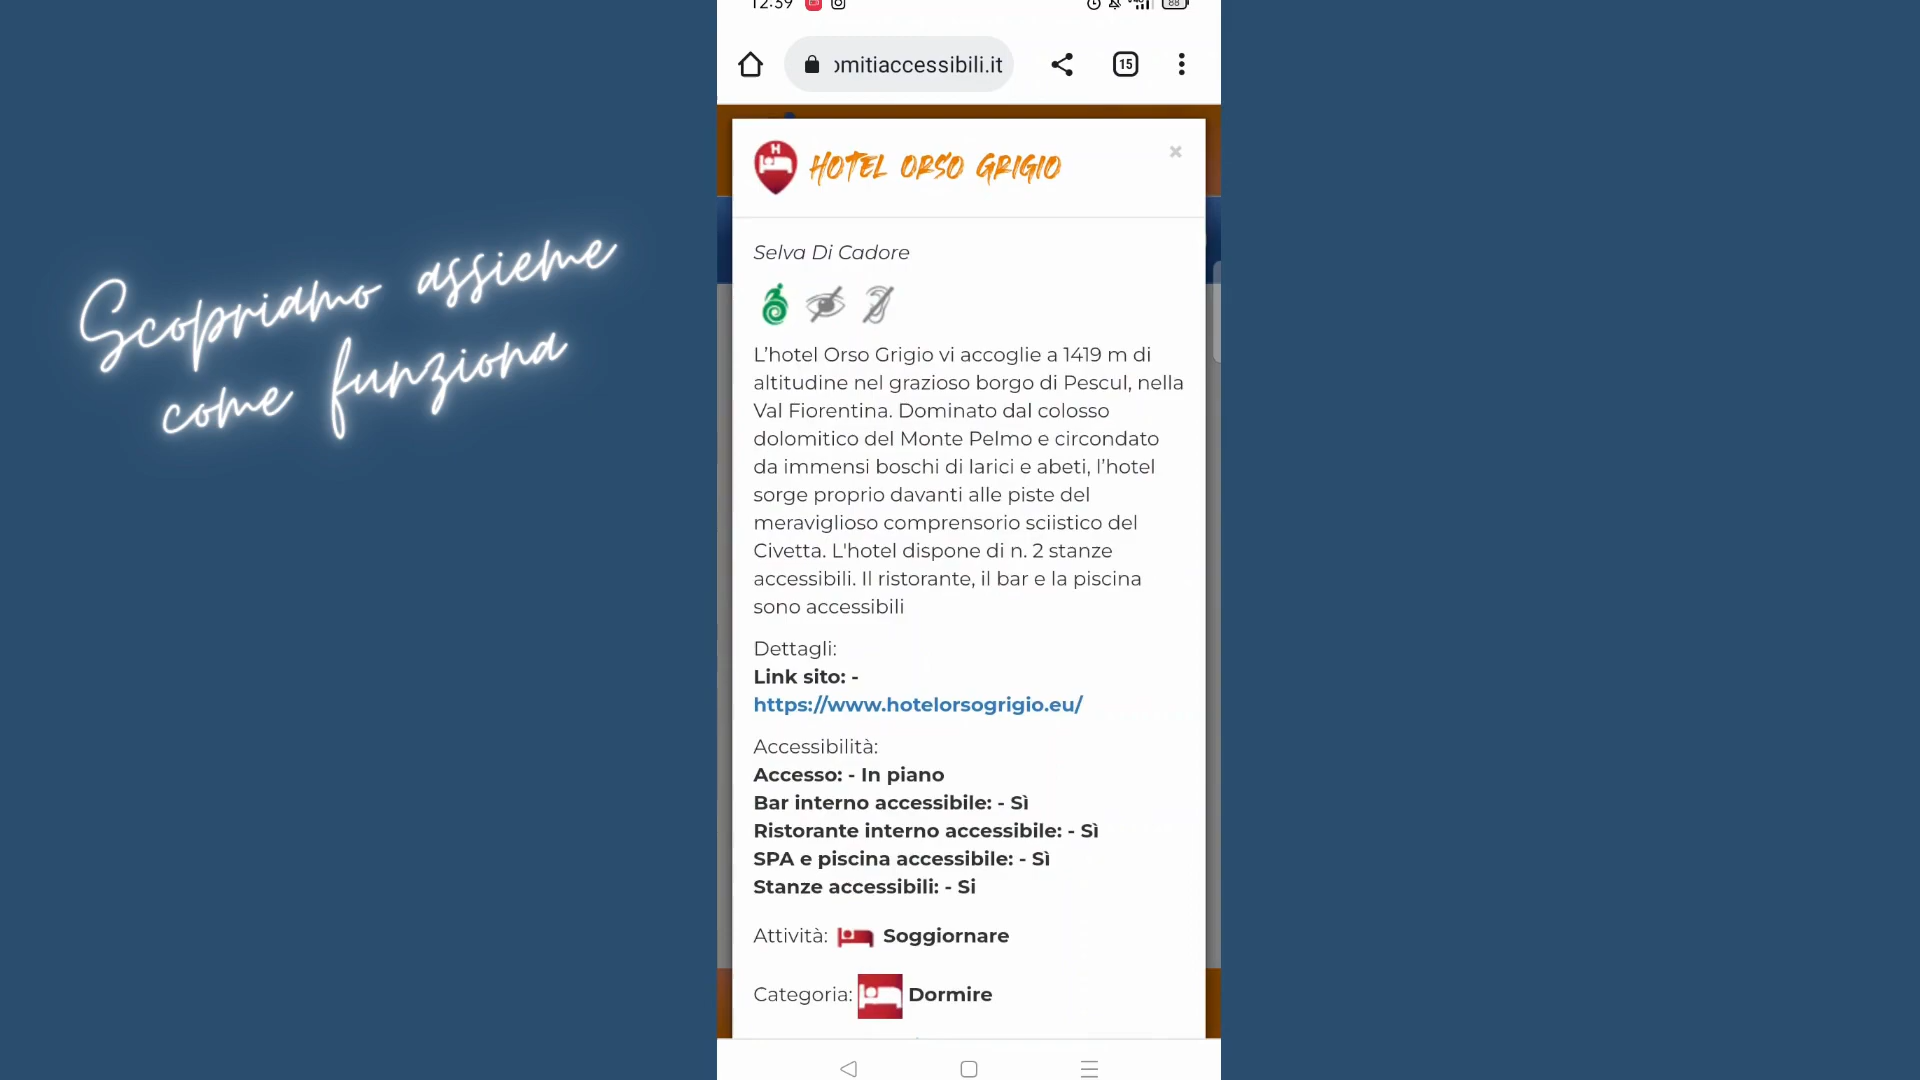 Scopriamo assieme
come funziona
12:39
88
omitiaccessibili.it
15
H
HOTEL ORSO GRIGIO
×
Selva Di Cadore
L’hotel Orso Grigio vi accoglie a 1419 m di
altitudine nel grazioso borgo di Pescul, nella
Val Fiorentina. Dominato dal colosso
dolomitico del Monte Pelmo e circondato
da immensi boschi di larici e abeti, l’hotel
sorge proprio davanti alle piste del
meraviglioso comprensorio sciistico del
Civetta. L'hotel dispone di n. 2 stanze
accessibili. Il ristorante, il bar e la piscina
sono accessibili
Dettagli:
Link sito: -
https://www.hotelorsogrigio.eu/
Accessibilità:
Accesso: - In piano
Bar interno accessibile: - Sì
Ristorante interno accessibile: - Sì
SPA e piscina accessibile: - Sì
Stanze accessibili: - Si
Attività: Soggiornare
Categoria: Dormire